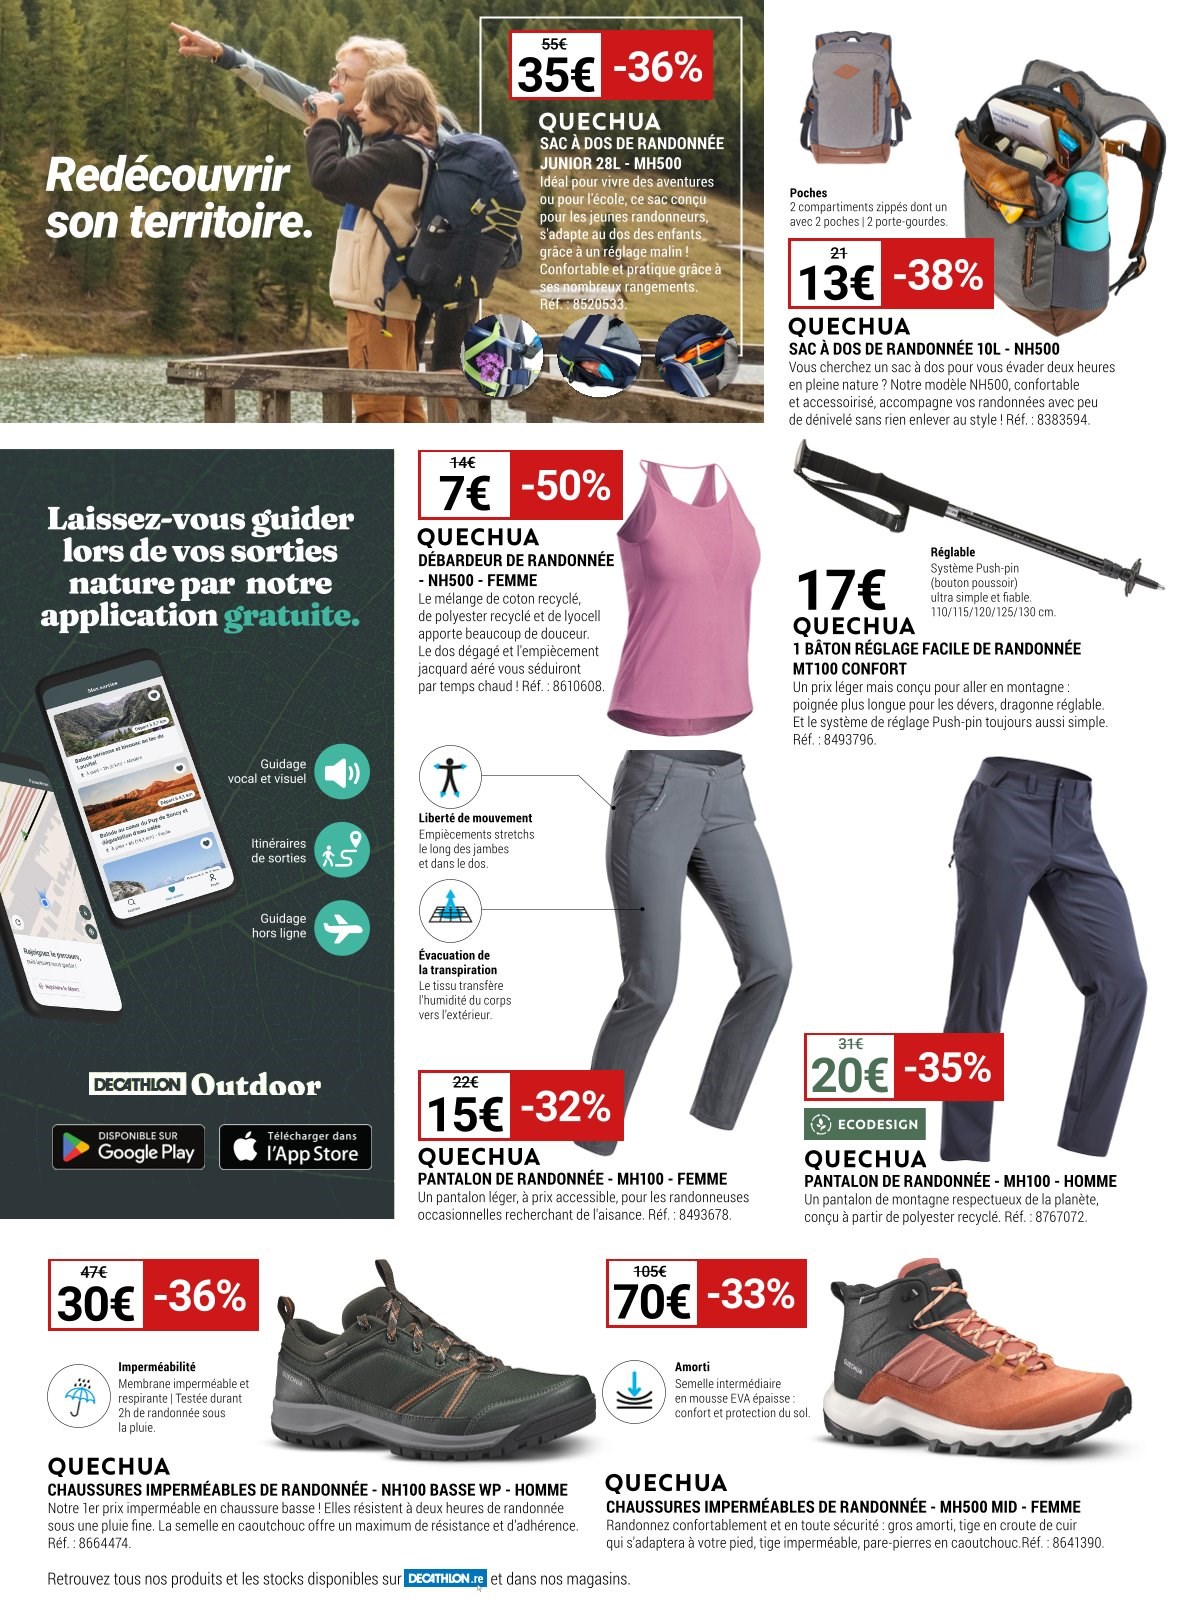 Redécouvrir
son territoire.
55€
35€ -36%
QUECHUA
SAC À DOS DE RANDONNÉE
JUNIOR 28L - MH500
Idéal pour vivre des aventures
ou pour l'école, ce sac conçu
pour les jeunes randonneurs,
s'adapte au dos des enfants
grâce à un réglage malin !
Confortable et pratique grâce à
ses nombreux rangements.
Réf. : 8520533.
Poches
2 compartiments zippés dont un
avec 2 poches | 2 porte-gourdes.
21
13€ -38%
QUECHUA
SAC À DOS DE RANDONNÉE 10L - NH500
Vous cherchez un sac à dos pour vous évader deux heures
en pleine nature ? Notre modèle NH500, confortable
et accessoirisé, accompagne vos randonnées avec peu
de dénivelé sans rien enlever au style ! Réf. : 8383594.
Laissez-vous guider
lors de vos sorties
nature par notre
application gratuite.
Mes sorties
Guidage
vocal et visuel
Itinéraires
de sorties
Guidage
hors ligne
Rejoignez le parcours,
DECATHLON Outdoor
DISPONIBLE SUR
Google Play
Télécharger dans
l'App Store
14€
7€ -50%
QUECHUA
DÉBARDEUR DE RANDONNÉE
- NH500 - FEMME
Le mélange de coton recyclé,
de polyester recyclé et de lyocell
apporte beaucoup de douceur.
Le dos dégagé et l'empiècement
jacquard aéré vous séduiront
par temps chaud ! Réf. : 8610608.
Réglable
Système Push-pin
(bouton poussoir)
ultra simple et fiable.
110/115/120/125/130 cm.
17€
QUECHUA
1 BÂTON RÉGLAGE FACILE DE RANDONNÉE
MT100 CONFORT
Un prix léger mais conçu pour aller en montagne :
poignée plus longue pour les dévers, dragonne réglable.
Et le système de réglage Push-pin toujours aussi simple.
Réf. : 8493796.
Liberté de mouvement
Empiècements stretchs
le long des jambes
et dans le dos.
Évacuation de
la transpiration
Le tissu transfère
l'humidité du corps
vers l'extérieur.
22€
15€ -32%
QUECHUA
PANTALON DE RANDONNÉE - MH100 - FEMME
Un pantalon léger, à prix accessible, pour les randonneuses
occasionnelles recherchant de l'aisance. Réf. : 8493678.
31€
20€ -35%
ECODESIGN
QUECHUA
PANTALON DE RANDONNÉE - MH100 - HOMME
Un pantalon de montagne respectueux de la planète,
conçu à partir de polyester recyclé. Réf. : 8767072.
47€
30€ -36%
Imperméabilité
Membrane imperméable et
respirante | Testée durant
2h de randonnée sous
la pluie.
QUECHUA
CHAUSSURES IMPERMÉABLES DE RANDONNÉE - NH100 BASSE WP - HOMME
Notre 1er prix imperméable en chaussure basse ! Elles résistent à deux heures de randonnée
sous une pluie fine. La semelle en caoutchouc offre un maximum de résistance et d'adhérence.
Réf. : 8664474.
105€
70€ -33%
Amorti
Semelle intermédiaire
en mousse EVA épaisse :
confort et protection du sol.
QUECHUA
CHAUSSURES IMPERMÉABLES DE RANDONNÉE - MH500 MID - FEMME
Randonnez confortablement et en toute sécurité : gros amorti, tige en croute de cuir
qui s'adaptera à votre pied, tige imperméable, pare-pierres en caoutchouc.Réf. : 8641390.
Retrouvez tous nos produits et les stocks disponibles sur DECATHLON.re et dans nos magasins.